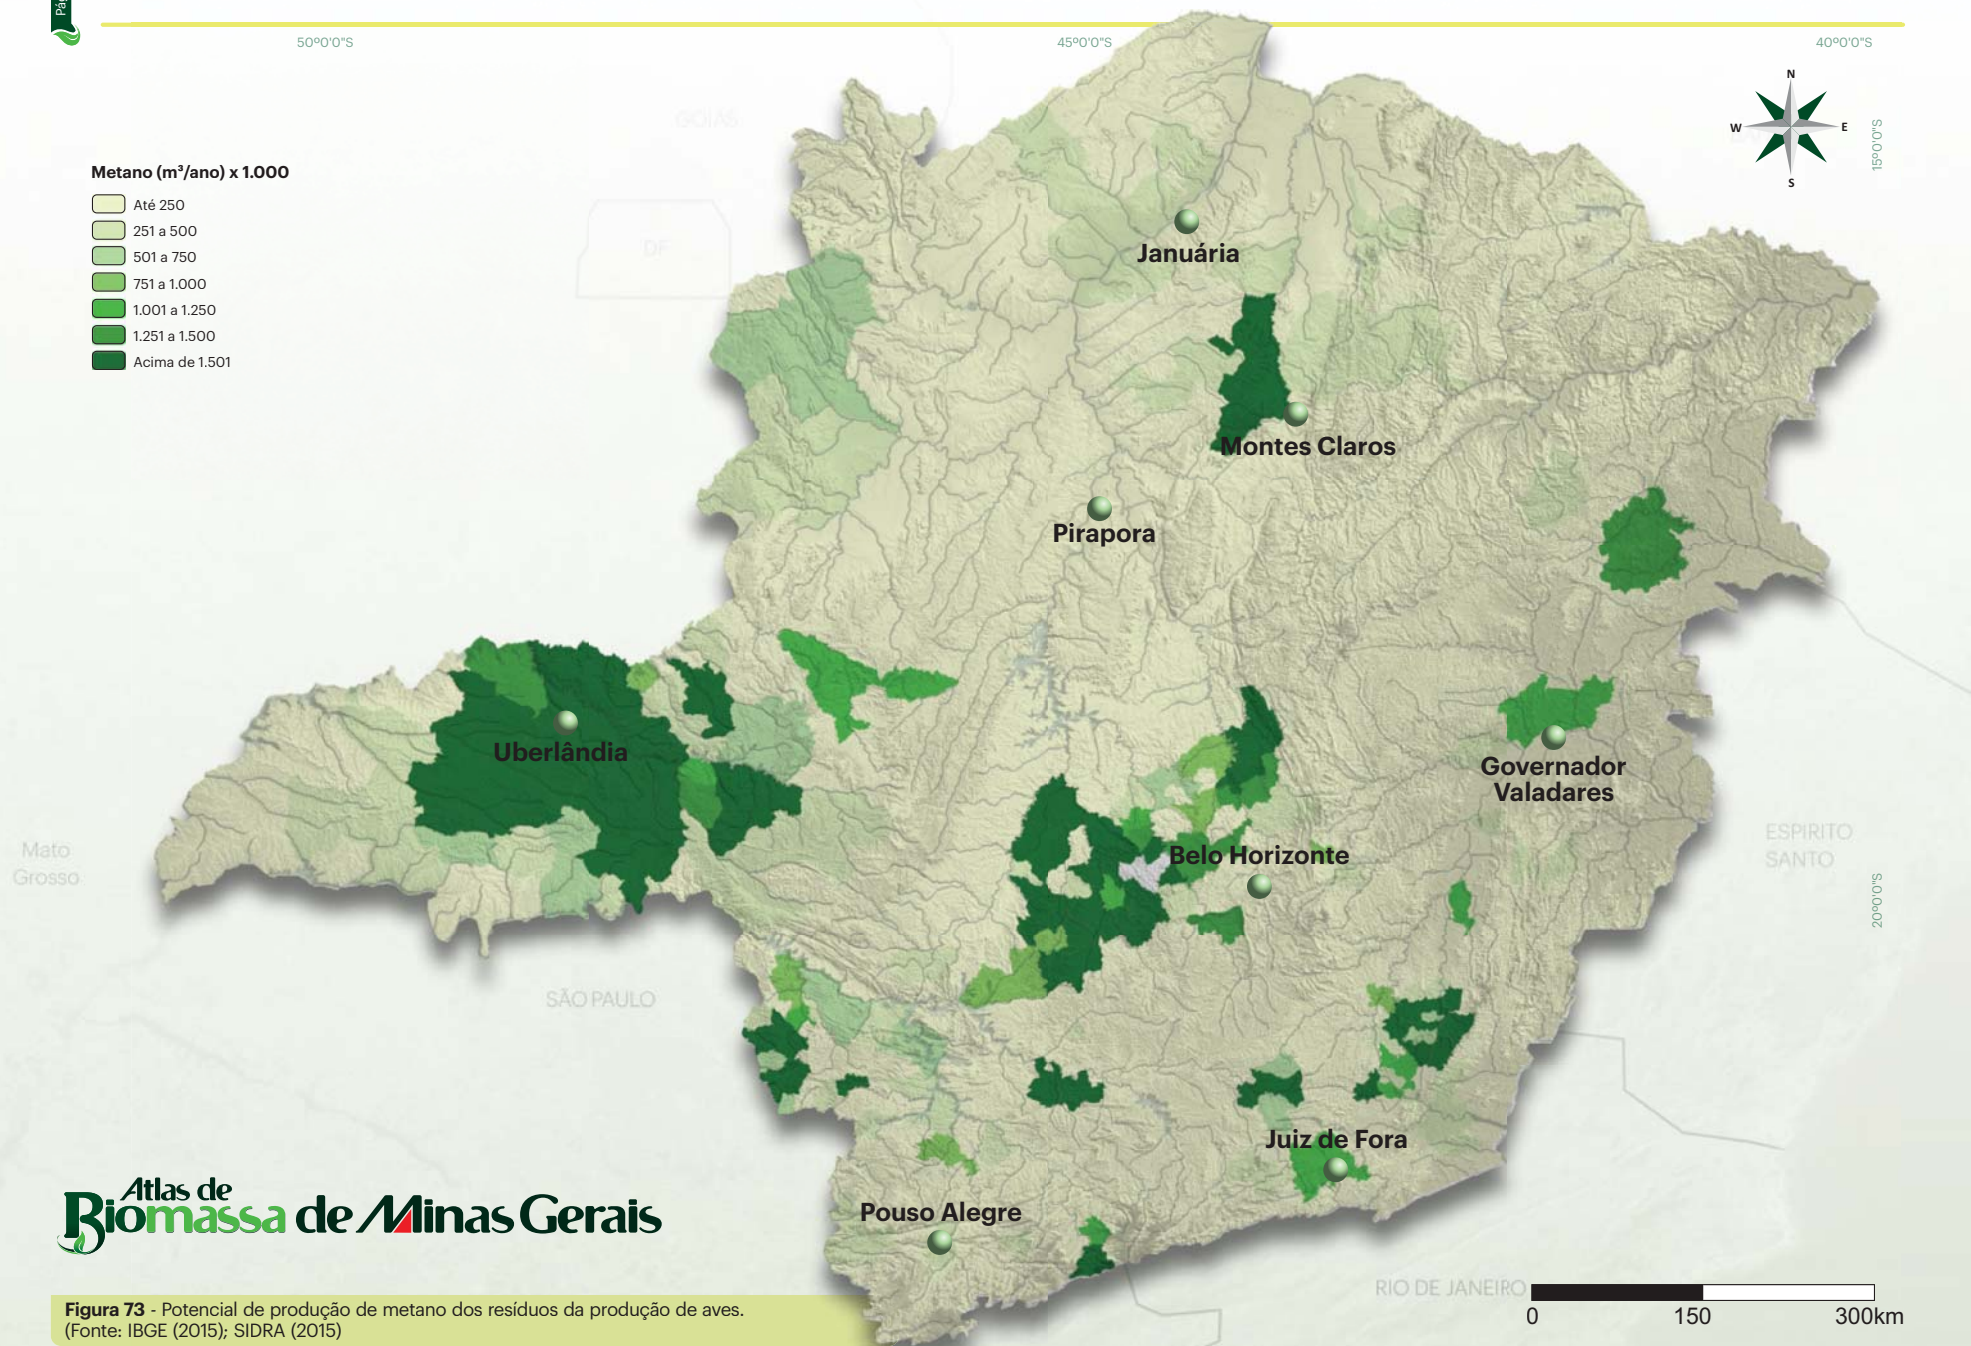 Pág
50º0'0"S
45º0'0"S
40º0'0"S
GOIÁS
N
W
E
S
15º0'0"S
Metano (m³/ano) x 1.000
Até 250
251 a 500
501 a 750
751 a 1.000
1.001 a 1.250
1.251 a 1.500
Acima de 1.501
DF
Januária
Montes Claros
Pirapora
Uberlândia
Governador
Valadares
Mato
Grosso
Belo Horizonte
ESPIRITO
SANTO
20º0'0"S
SÃO PAULO
Juiz de Fora
Pouso Alegre
Atlas de
Biomassa de Minas Gerais
RIO DE JANEIRO
0
150
300km
Figura 73 - Potencial de produção de metano dos resíduos da produção de aves.
(Fonte: IBGE (2015); SIDRA (2015)